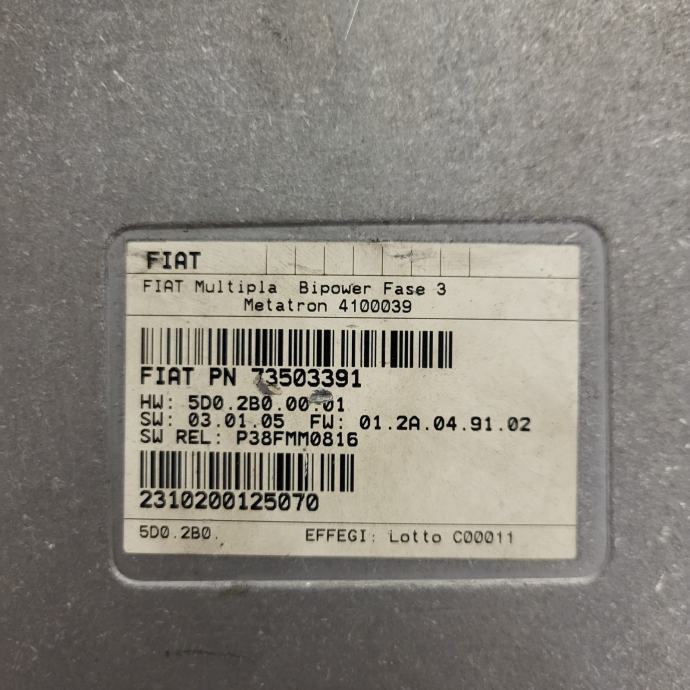 FIAT
FIAT Multipla Bipower Fase 3
Metatron 4100039
FIAT PN 73503391
HW: 5D0.2B0.00.01
SW: 03.01.05 FW: 01.2A.04.91.02
SW REL: P38FMM0816
2310200125070
5D0.2B0. EFFEGI: Lotto C00011